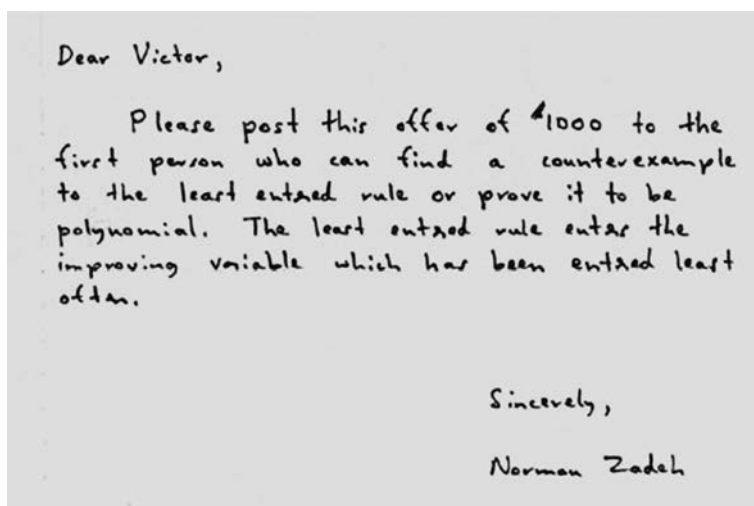 Dear Victor,
Please post this offer of $1000 to the
first person who can find a counterexample
to the least entered rule or prove it to be
polynomial. The least entered rule enters the
improving variable which has been entered least
often.
Sincerely,
Norman Zadeh